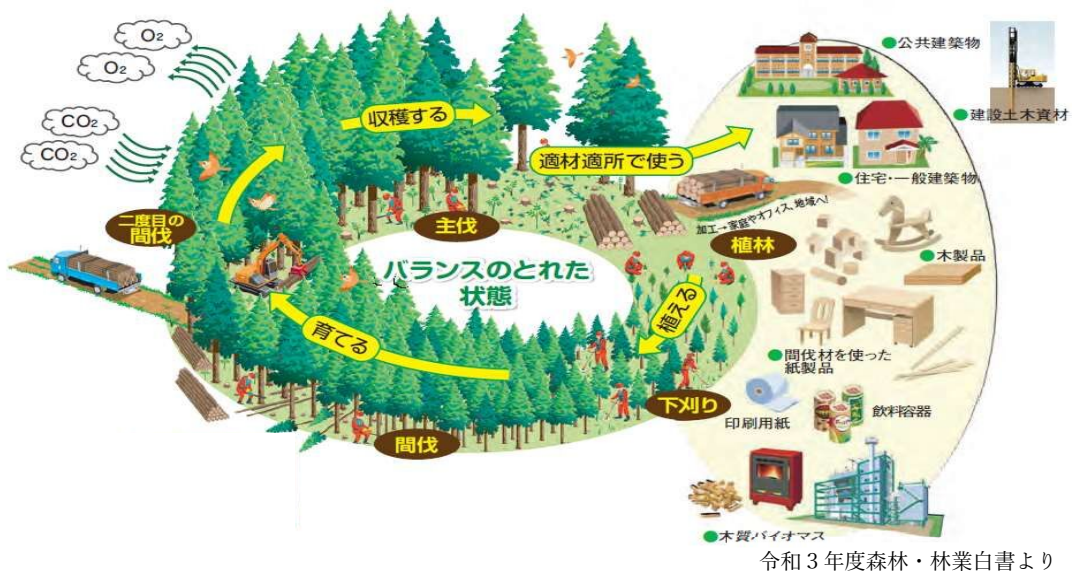 O₂
O₂
CO₂
CO₂
収穫する
適材適所で使う
二度目の
間伐
主伐
加工→家庭やオフィス、地域へ!
植林
バランスのとれた
状態
植える
育てる
下刈り
間伐
●公共建築物
●建設土木資材
●住宅・一般建築物
●木製品
●間伐材を使った
紙製品
印刷用紙
飲料容器
●木質バイオマス
令和3年度森林・林業白書より